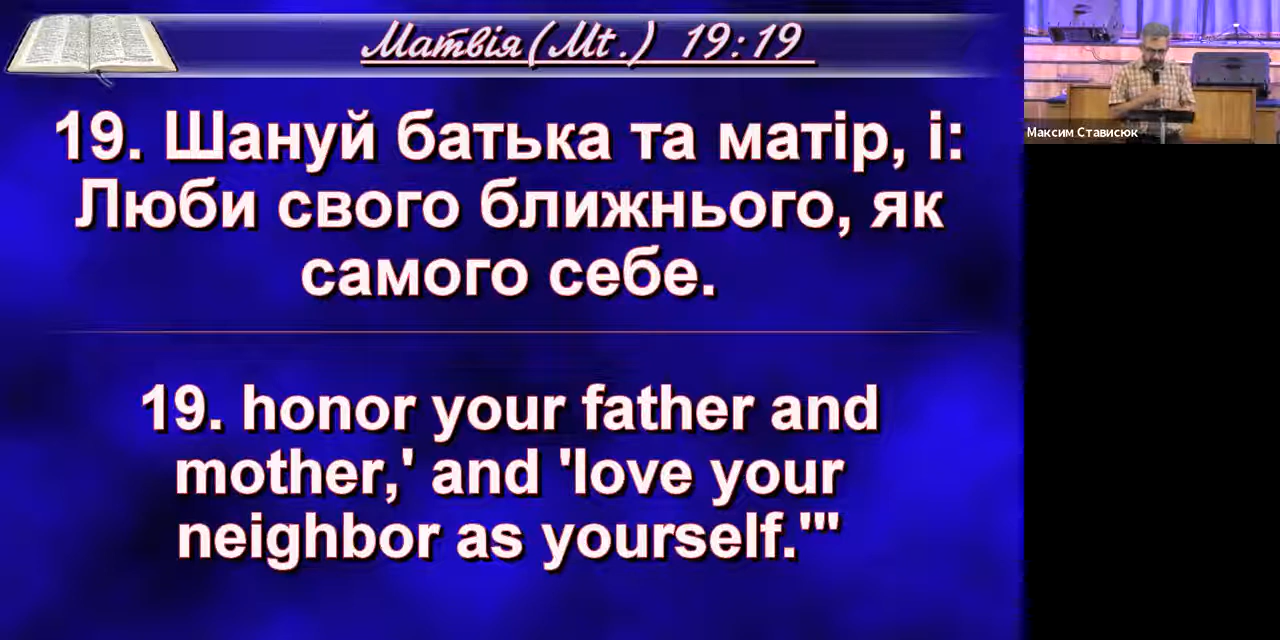 Матвія (Mt.) 19:19
Максим Стависюк
19. Шануй батька та матір, і:
Люби свого ближнього, як
самого себе.
19. honor your father and
mother,' and 'love your
neighbor as yourself.'"